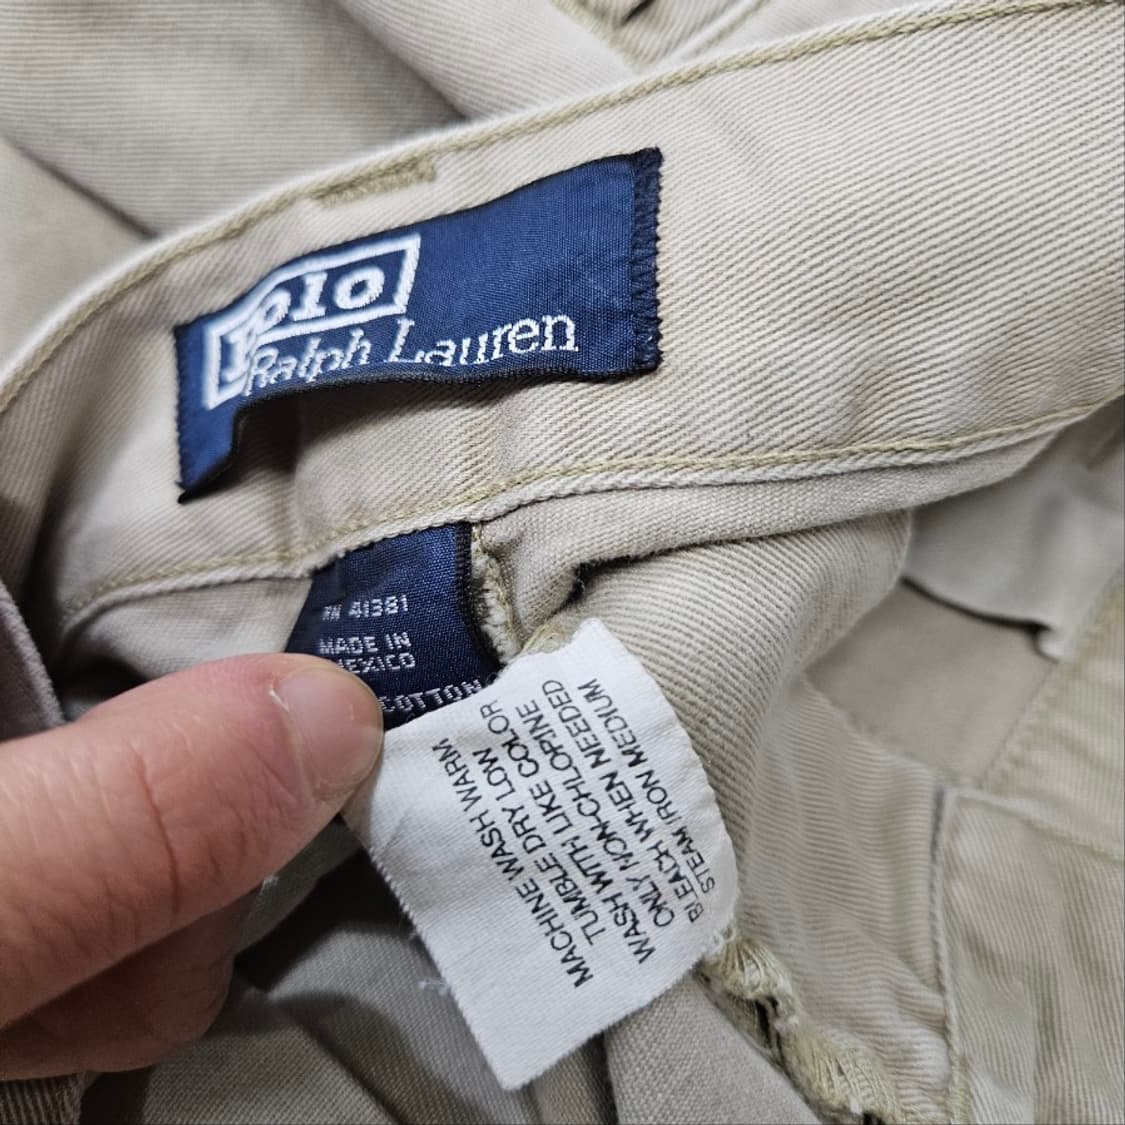 Polo
Ralph Lauren
RN 41381
MADE IN
MEXICO
COTTON
MACHINE WASH WARM
TUMBLE DRY LOW
WASH WITH LIKE COLOR
ONLY NON-CHLOPINE
BLEACH WHEN NEEDED
STEAM IRON MEDIUM